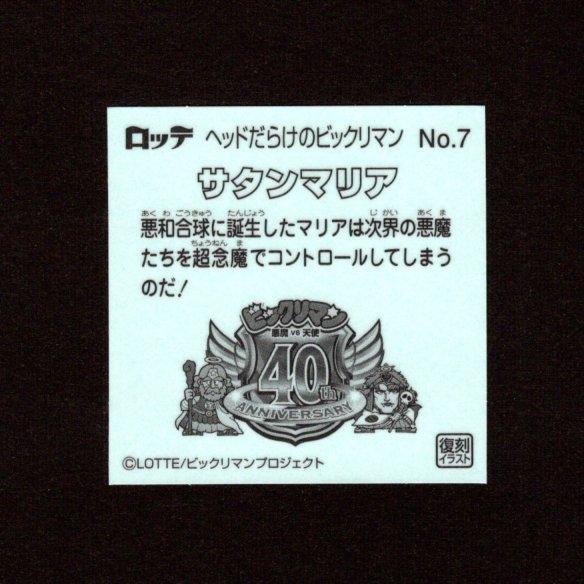 ロッテ ヘッドだらけのビックリマン No.7
サタンマリア
あく わ ごうきゅう たんじょう じ かい あく ま
悪和合球に誕生したマリアは次界の悪魔
ちょうねん ま
たちを超念魔でコントロールしてしまう
のだ!
ビックリマン
悪魔 VS 天使
40th
ANNIVERSARY
©LOTTE/ビックリマンプロジェクト
復刻
イラスト